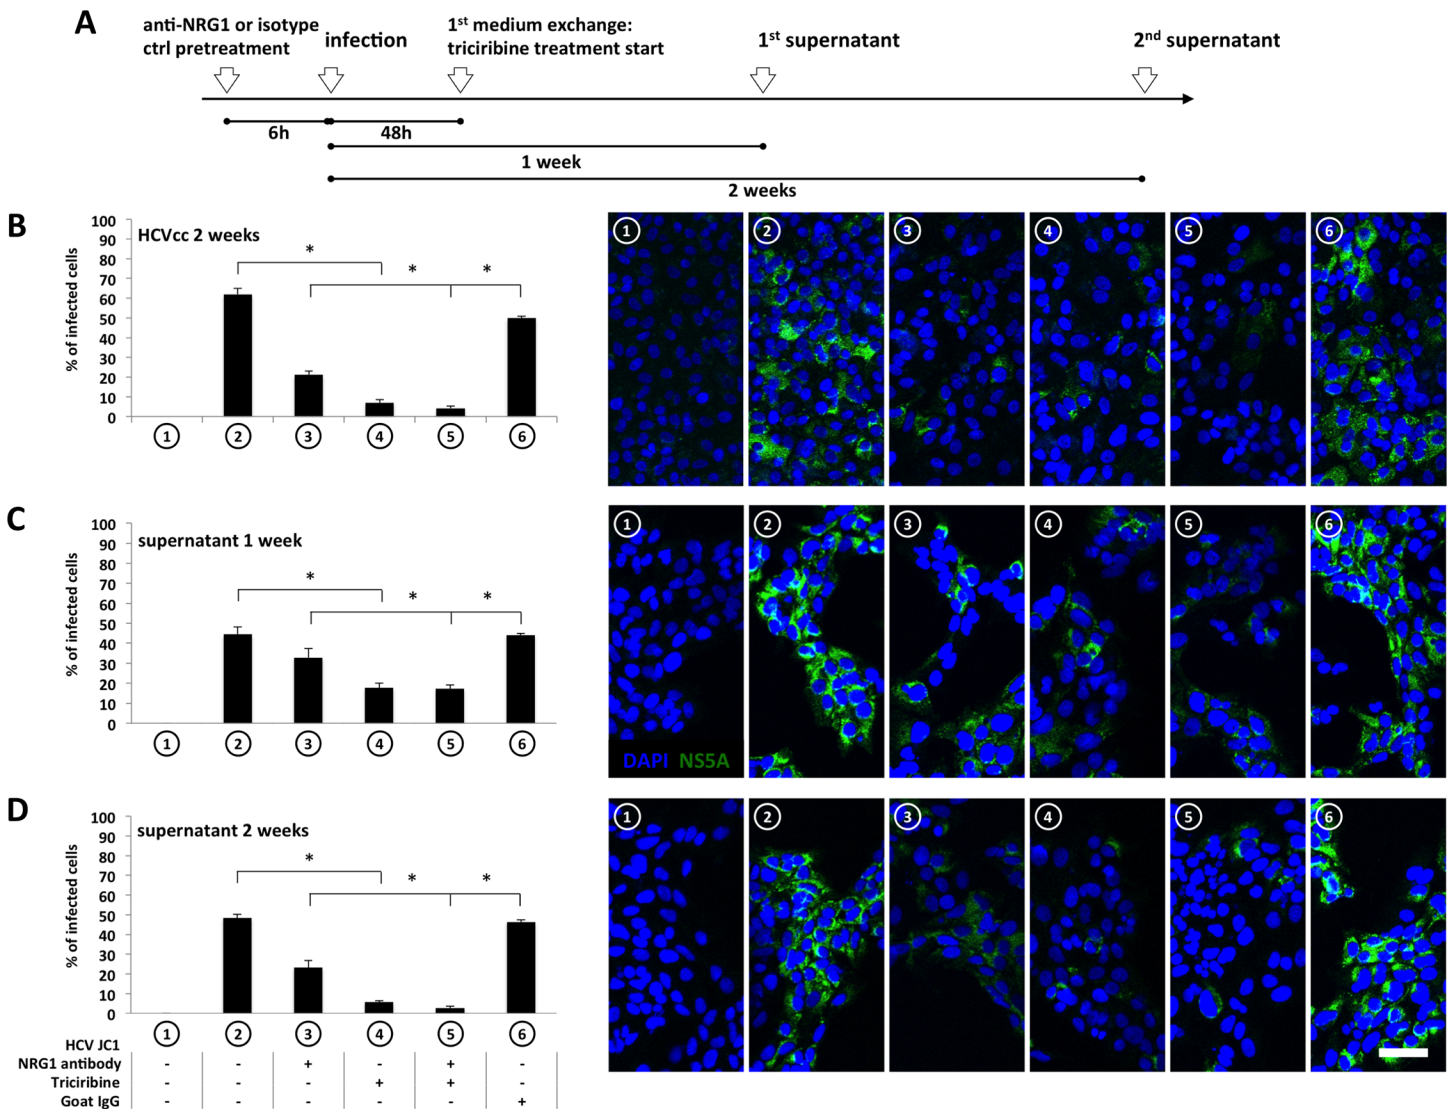 A
anti-NRG1 or isotype
ctrl pretreatment
infection
1st medium exchange:
triciribine treatment start
1st supernatant
2nd supernatant
6h
48h
1 week
2 weeks
B
HCVcc 2 weeks
% of infected cells
100
90
80
70
60
50
40
30
20
10
0
* * *
1 2 3 4 5 6
1 2 3 4 5 6
C
supernatant 1 week
% of infected cells
100
90
80
70
60
50
40
30
20
10
0
* * *
1 2 3 4 5 6
1 2 3 4 5 6
DAPI NS5A
D
supernatant 2 weeks
% of infected cells
100
90
80
70
60
50
40
30
20
10
0
* * *
1 2 3 4 5 6
1 2 3 4 5 6
HCV JC1
NRG1 antibody - - + - + -
Triciribine - - - + + -
Goat IgG - - - - - +